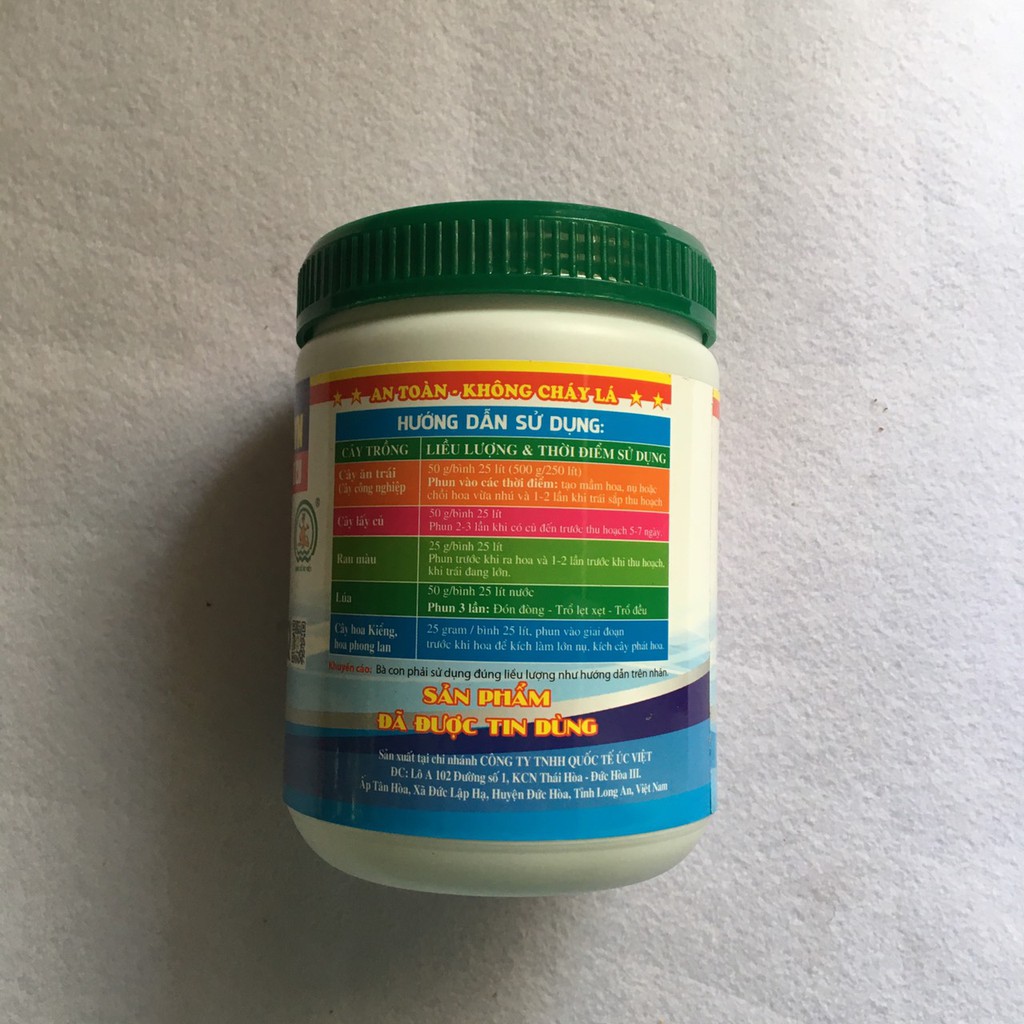 AN TOÀN - KHÔNG CHÁY LÁ
HƯỚNG DẪN SỬ DỤNG:
CÂY TRỒNG LIỀU LƯỢNG & THỜI ĐIỂM SỬ DỤNG
Cây ăn trái
Cây công nghiệp
50 g/bình 25 lít (500 g/250 lít)
Phun vào các thời điểm: tạo mầm hoa, nụ hoặc
chồi hoa vừa nhú và 1-2 lần khi trái sắp thu hoạch
Cây lấy củ
50 g/bình 25 lít
Phun 2-3 lần khi có củ đến trước thu hoạch 5-7 ngày.
Rau màu
25 g/bình 25 lít
Phun trước khi ra hoa và 1-2 lần trước khi thu hoạch,
khi trái đang lớn.
Lúa
50 g/bình 25 lít nước
Phun 3 lần: Đón đòng - Trổ lẹt xẹt - Trổ đều
Cây hoa Kiểng,
hoa phong lan
25 gram / bình 25 lít, phun vào giai đoạn
trước khi hoa để kích làm lớn nụ, kích cây phát hoa.
Khuyến cáo: Bà con phải sử dụng đúng liều lượng như hướng dẫn trên nhãn.
SẢN PHẨM
ĐÃ ĐƯỢC TIN DÙNG
Sản xuất tại chi nhánh CÔNG TY TNHH QUỐC TẾ ÚC VIỆT
ĐC: Lô A 102 Đường số 1, KCN Thái Hòa - Đức Hòa III.
Ấp Tân Hòa, Xã Đức Lập Hạ, Huyện Đức Hòa, Tỉnh Long An, Việt Nam